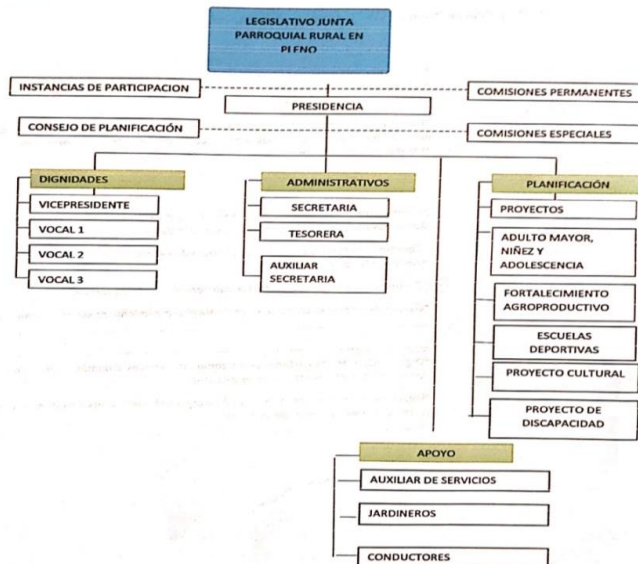 LEGISLATIVO JUNTA
PARROQUIAL RURAL EN
PLENO
INSTANCIAS DE PARTICIPACION
COMISIONES PERMANENTES
PRESIDENCIA
CONSEJO DE PLANIFICACIÓN
COMISIONES ESPECIALES
DIGNIDADES
VICEPRESIDENTE
VOCAL 1
VOCAL 2
VOCAL 3
ADMINISTRATIVOS
SECRETARIA
TESORERA
AUXILIAR
SECRETARIA
PLANIFICACIÓN
PROYECTOS
ADULTO MAYOR,
NIÑEZ Y
ADOLESCENCIA
FORTALECIMIENTO
AGROPRODUCTIVO
ESCUELAS
DEPORTIVAS
PROYECTO CULTURAL
PROYECTO DE
DISCAPACIDAD
APOYO
AUXILIAR DE SERVICIOS
JARDINEROS
CONDUCTORES